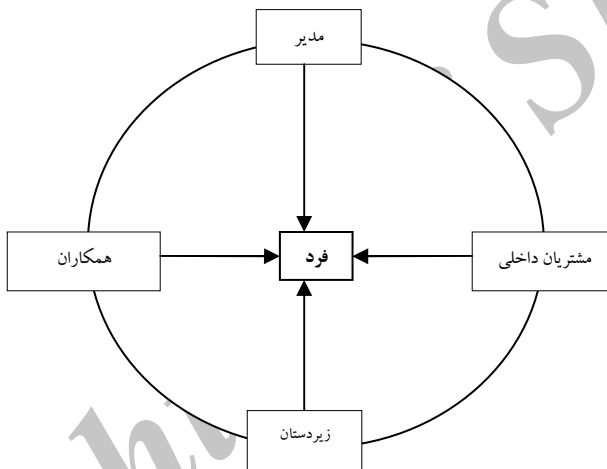 مدیر
همکاران
فرد
مشتریان داخلی
زیردستان